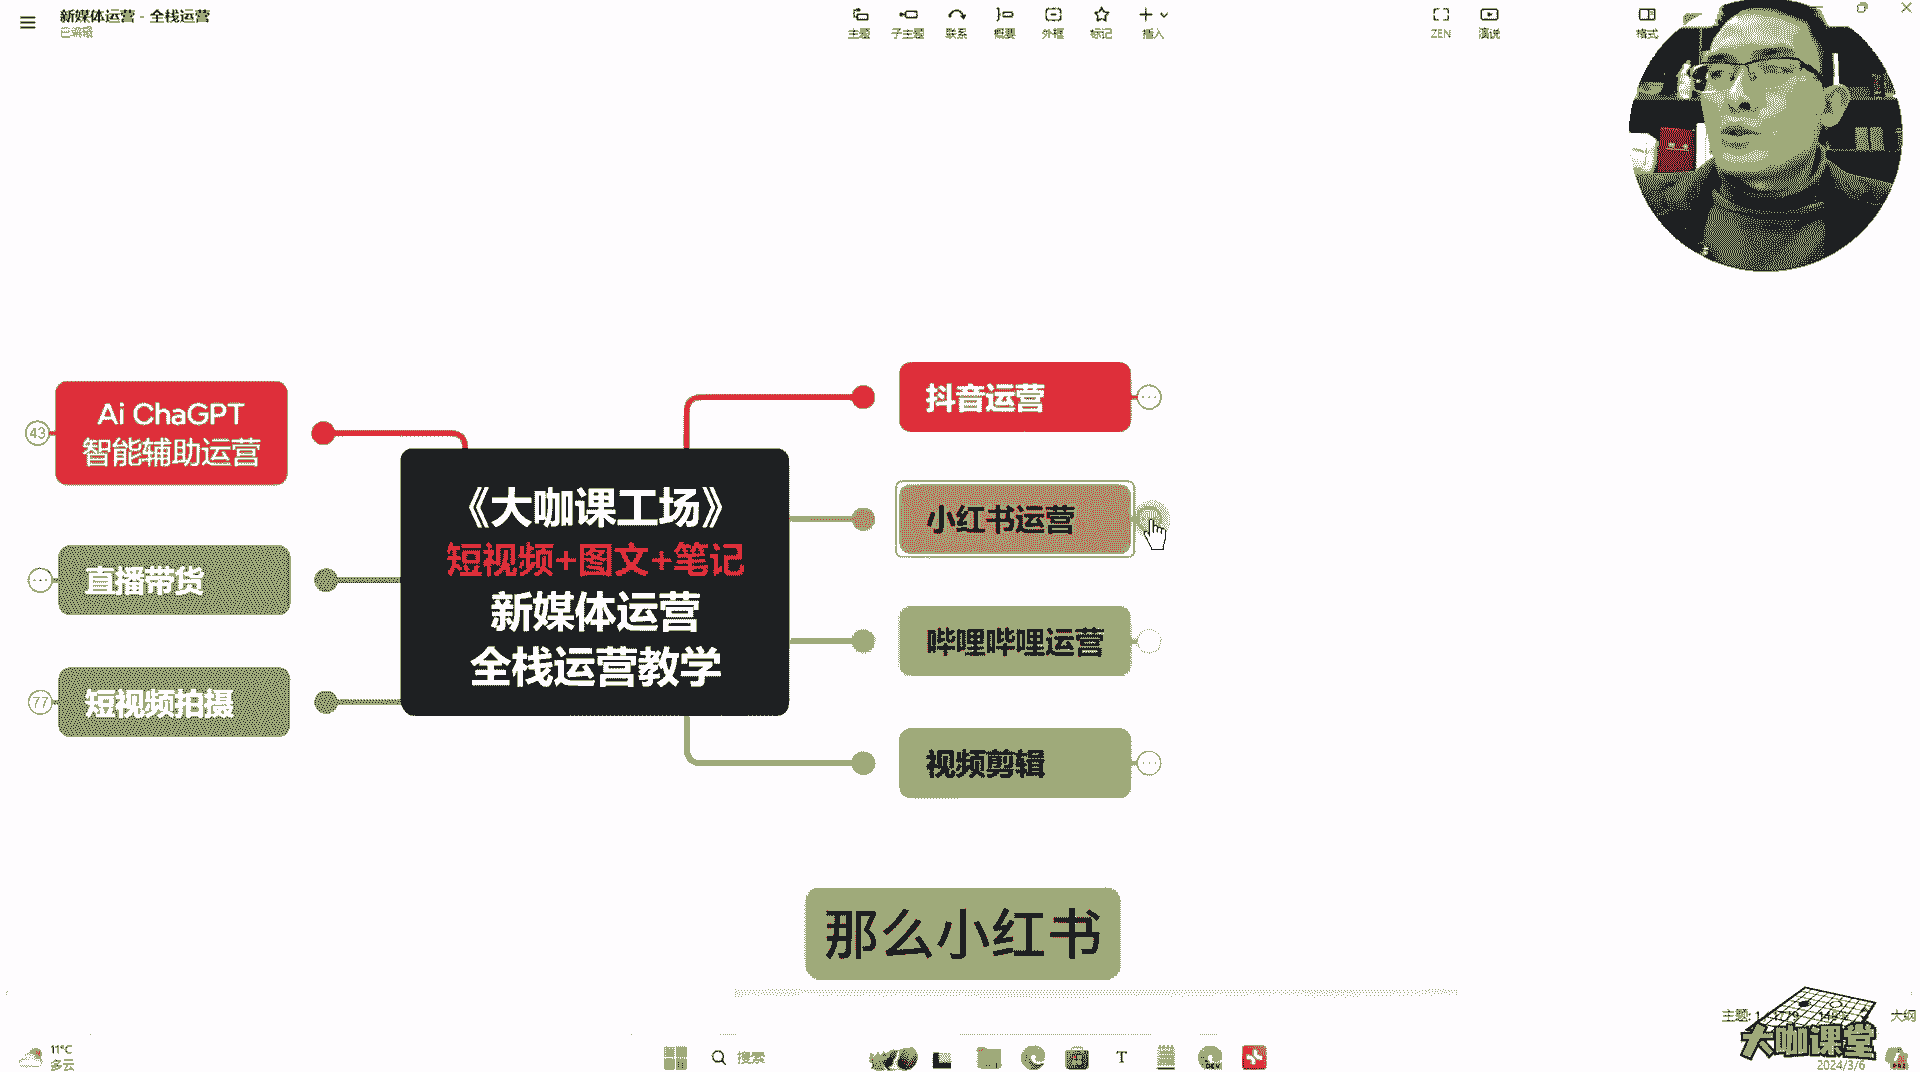 新媒体运营 - 全栈运营
已编辑
主题
子主题
联系
概要
外框
标记
插入
ZEN
演说
格式
Ai ChaGPT
智能辅助运营
43
直播带货
短视频拍摄
77
《大咖课工场》
短视频+图文+笔记
新媒体运营
全栈运营教学
抖音运营
小红书运营
哔哩哔哩运营
视频剪辑
那么小红书
主题:
大纲
大咖课堂
11°C
多云
搜索
2024/3/6